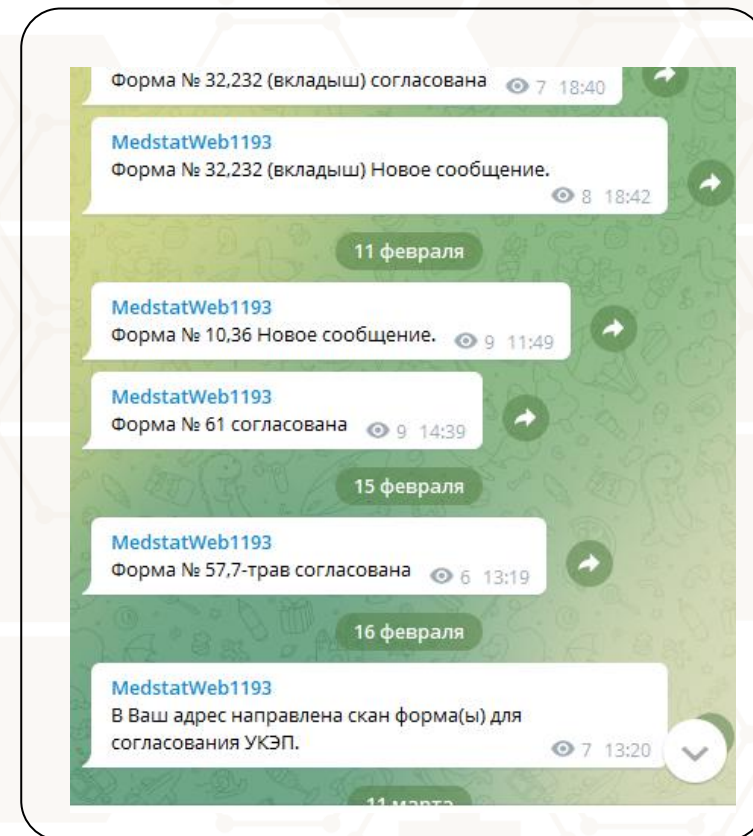 Форма № 32,232 (вкладыш) согласована 7 18:40
MedstatWeb1193
Форма № 32,232 (вкладыш) Новое сообщение.
8 18:42
11 февраля
MedstatWeb1193
Форма № 10,36 Новое сообщение. 9 11:49
MedstatWeb1193
Форма № 61 согласована 9 14:39
15 февраля
MedstatWeb1193
Форма № 57,7-трав согласована 6 13:19
16 февраля
MedstatWeb1193
В Ваш адрес направлена скан форма(ы) для
согласования УКЭП. 7 13:20
11 марта